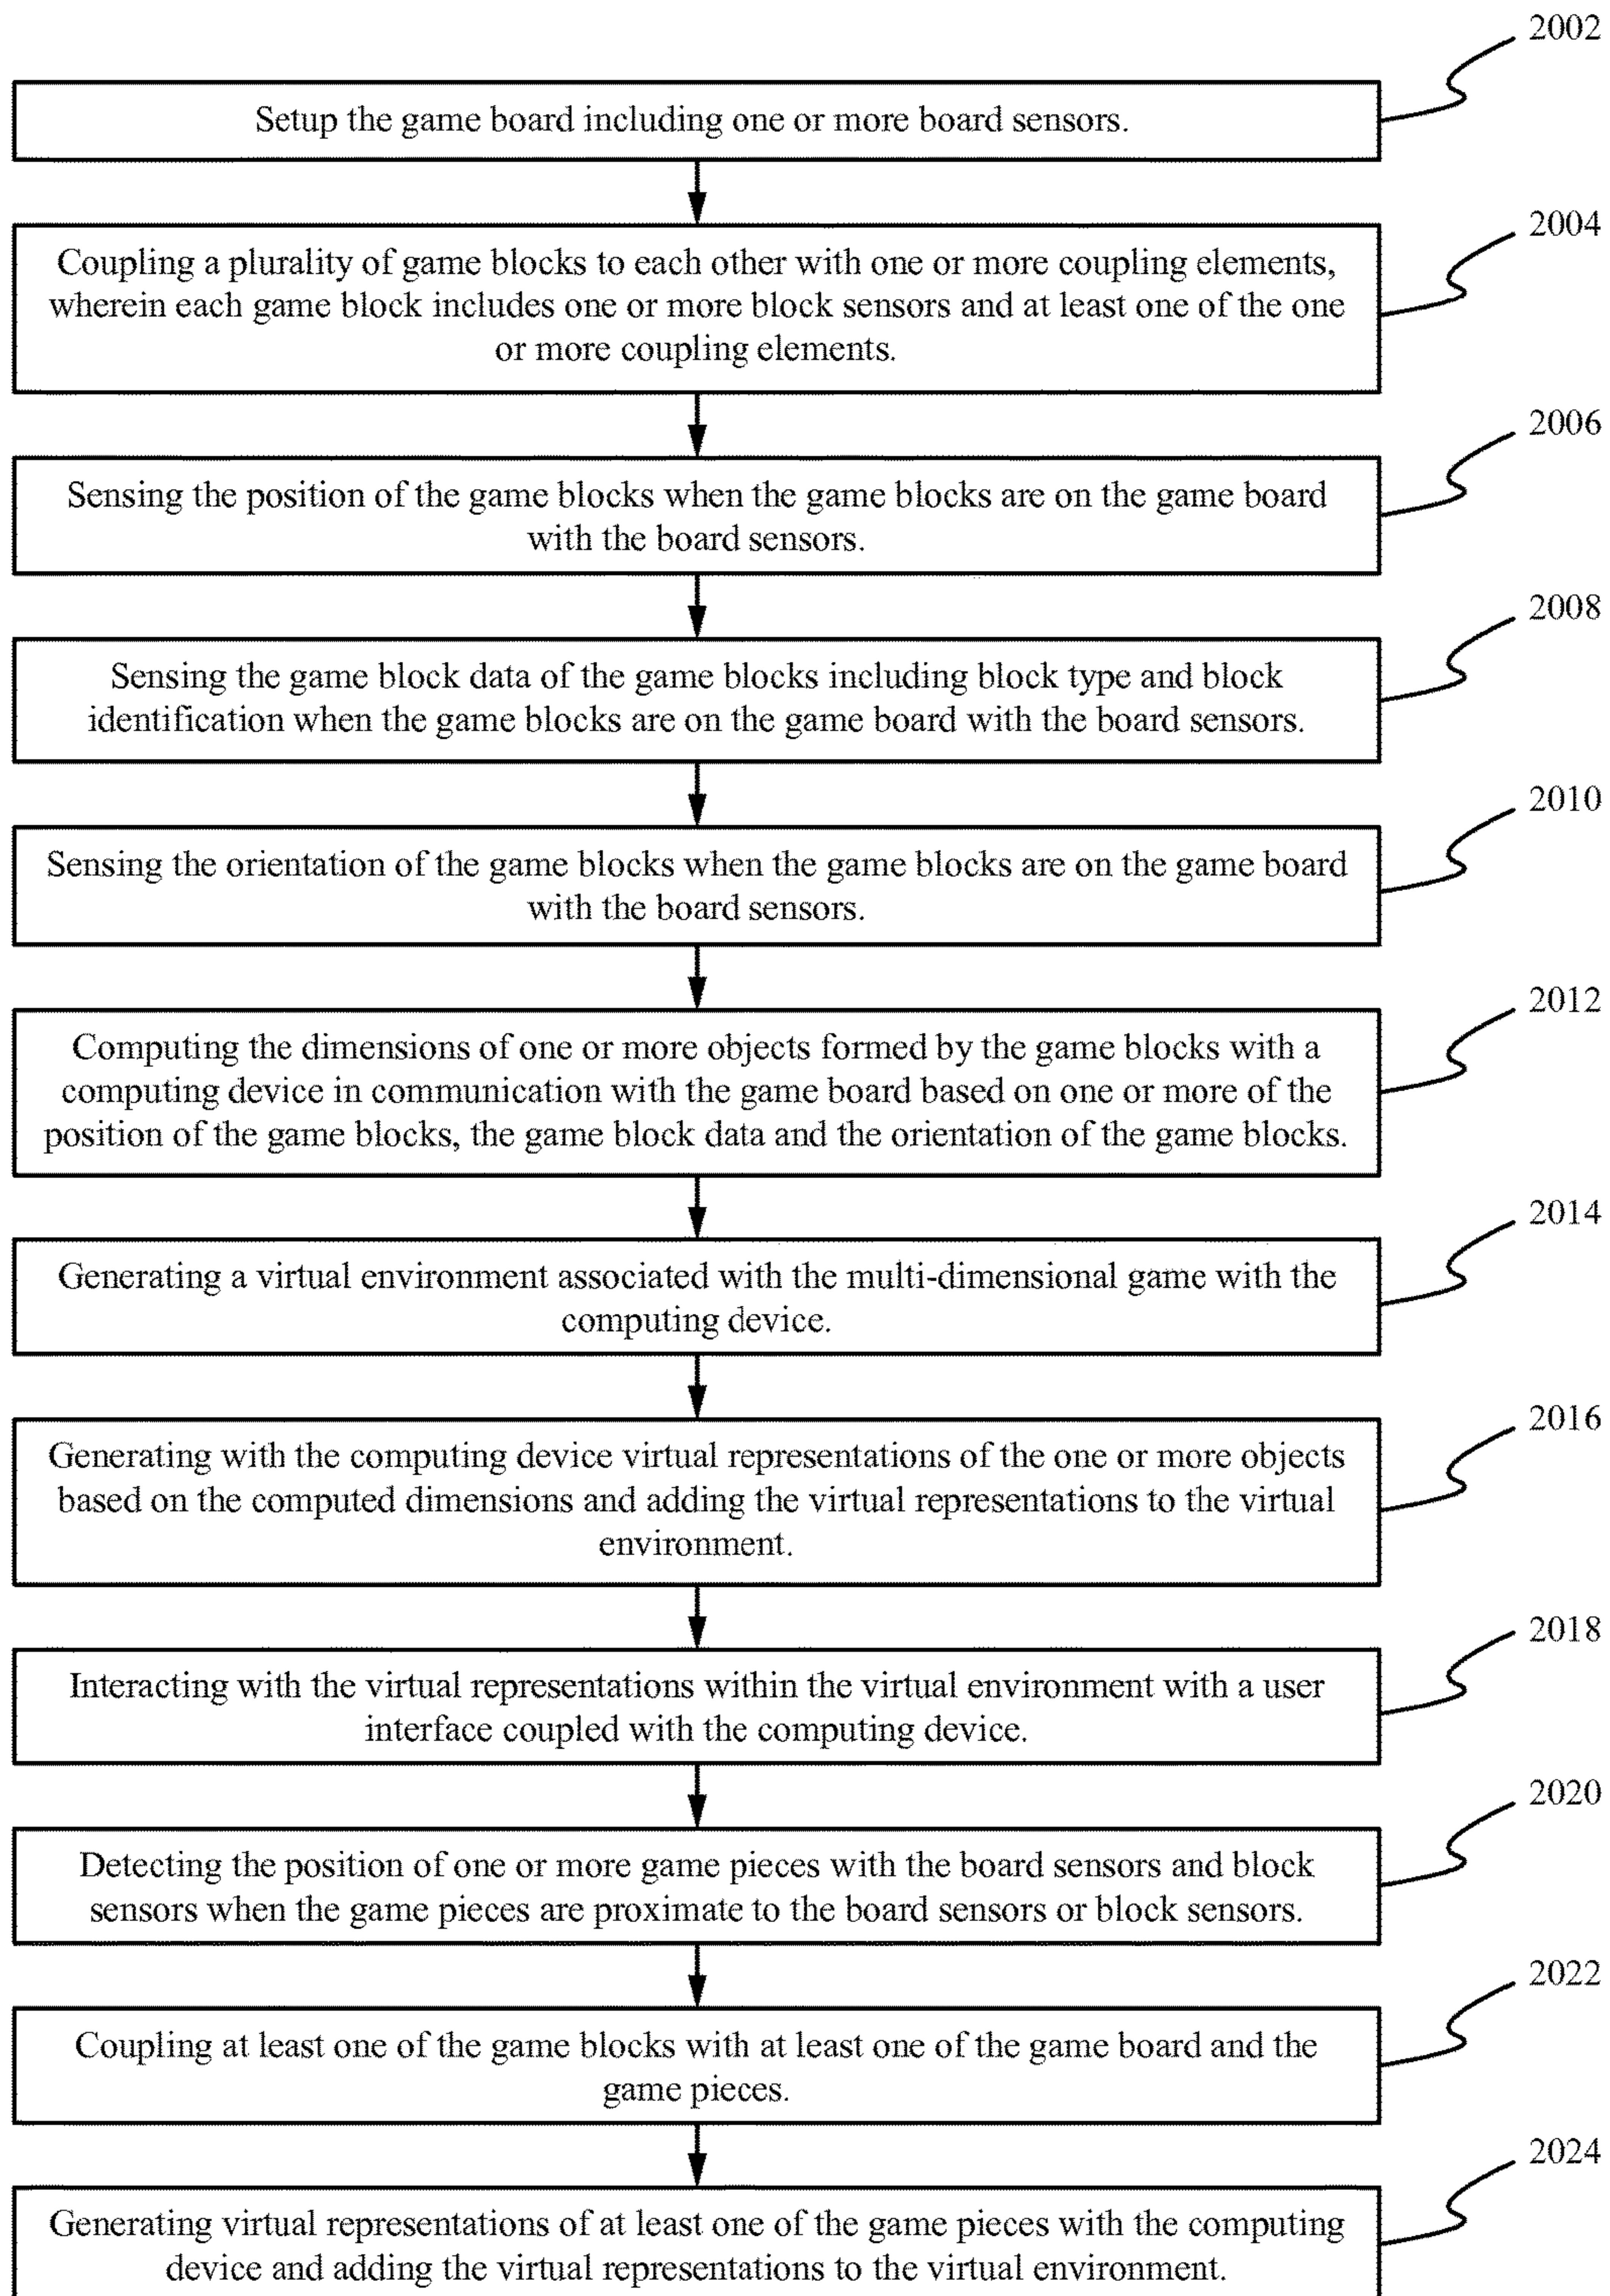 2002
Setup the game board including one or more board sensors.
2004
Coupling a plurality of game blocks to each other with one or more coupling elements,
wherein each game block includes one or more block sensors and at least one of the one
or more coupling elements.
2006
Sensing the position of the game blocks when the game blocks are on the game board
with the board sensors.
2008
Sensing the game block data of the game blocks including block type and block
identification when the game blocks are on the game board with the board sensors.
2010
Sensing the orientation of the game blocks when the game blocks are on the game board
with the board sensors.
2012
Computing the dimensions of one or more objects formed by the game blocks with a
computing device in communication with the game board based on one or more of the
position of the game blocks, the game block data and the orientation of the game blocks.
2014
Generating a virtual environment associated with the multi-dimensional game with the
computing device.
2016
Generating with the computing device virtual representations of the one or more objects
based on the computed dimensions and adding the virtual representations to the virtual
environment.
2018
Interacting with the virtual representations within the virtual environment with a user
interface coupled with the computing device.
2020
Detecting the position of one or more game pieces with the board sensors and block
sensors when the game pieces are proximate to the board sensors or block sensors.
2022
Coupling at least one of the game blocks with at least one of the game board and the
game pieces.
2024
Generating virtual representations of at least one of the game pieces with the computing
device and adding the virtual representations to the virtual environment.